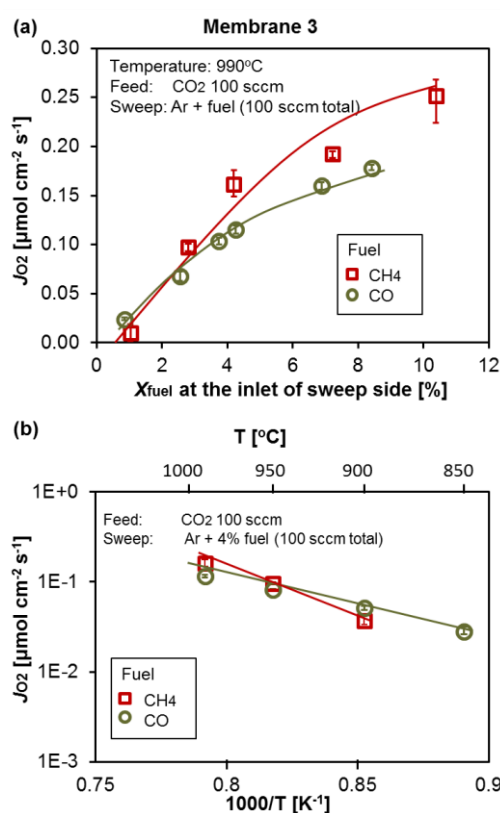 (a) Membrane 3
Temperature: 990°C
Feed: CO2 100 sccm
Sweep: Ar + fuel (100 sccm total)
0.30
0.25
0.20
0.15
0.10
0.05
0.00
JO2 [µmol cm-2 s-1]
Fuel
CH4
CO
0 2 4 6 8 10 12
Xfuel at the inlet of sweep side [%]
(b) T [°C]
1000 950 900 850
1E+0
1E-1
1E-2
1E-3
JO2 [µmol cm-2 s-1]
Feed: CO2 100 sccm
Sweep: Ar + 4% fuel (100 sccm total)
Fuel
CH4
CO
0.75 0.8 0.85 0.9
1000/T [K-1]